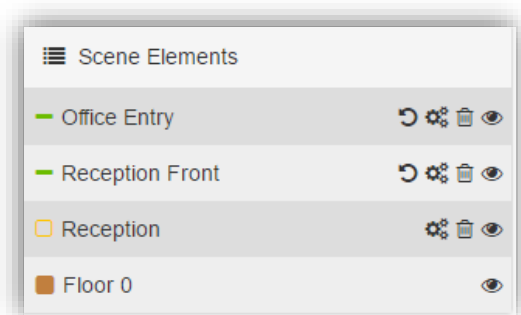 Scene Elements
Office Entry
Reception Front
Reception
Floor 0